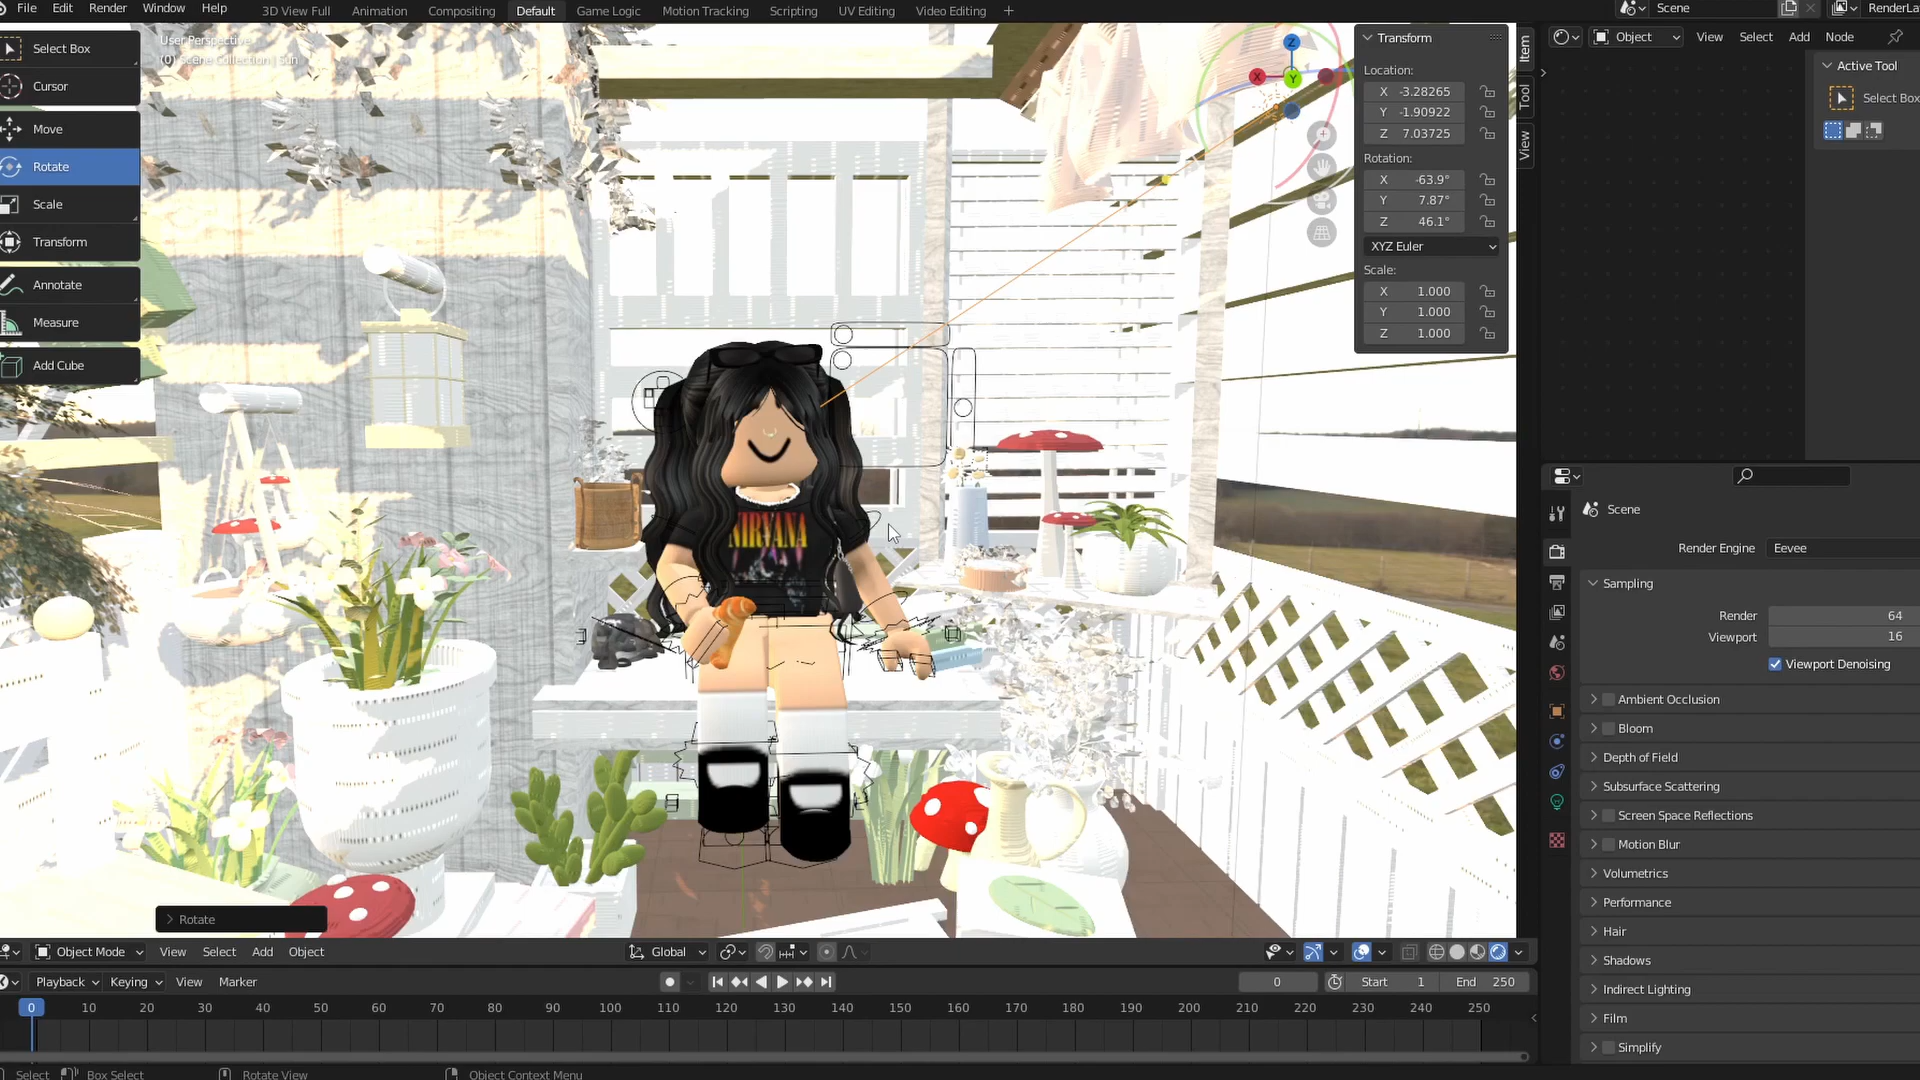 File Edit Render Window Help 3D View Full Animation Compositing Default Game Logic Motion Tracking Scripting UV Editing Video Editing + Scene RenderLay
Select Box
Cursor
Move
Rotate
Scale
Transform
Annotate
Measure
Add Cube
User Perspective
(0) Scene Collection | Sun
Z
X
Y
Transform
Location:
X -3.28265
Y -1.90922
Z 7.03725
Rotation:
X -63.9°
Y 7.87°
Z 46.1°
XYZ Euler
Scale:
X 1.000
Y 1.000
Z 1.000
Item
Tool
View
Object View Select Add Node
Active Tool
Select Box
NIRVANA
Scene
Render Engine Eevee
Sampling
Render 64
Viewport 16
Viewport Denoising
Ambient Occlusion
Bloom
Depth of Field
Subsurface Scattering
Screen Space Reflections
Motion Blur
Volumetrics
Performance
Hair
Shadows
Indirect Lighting
Film
Simplify
Rotate
Object Mode View Select Add Object Global
Playback Keying View Marker 0 Start 1 End 250
0 10 20 30 40 50 60 70 80 90 100 110 120 130 140 150 160 170 180 190 200 210 220 230 240 250
Select Box Select Rotate View Object Context Menu